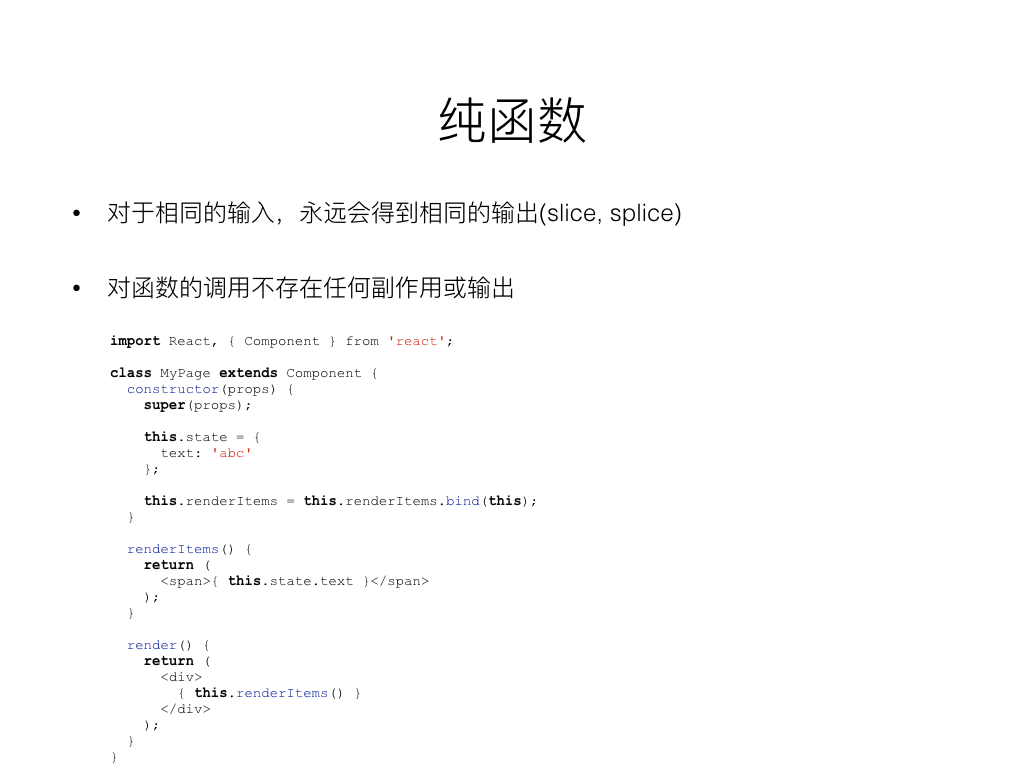 纯函数
• 对于相同的输入，永远会得到相同的输出(slice, splice)
• 对函数的调用不存在任何副作用或输出
import React, { Component } from 'react';
class MyPage extends Component {
  constructor(props) {
    super(props);
    this.state = {
      text: 'abc'
    };
    this.renderItems = this.renderItems.bind(this);
  }
  renderItems() {
    return (
      <span>{ this.state.text }</span>
    );
  }
  render() {
    return (
      <div>
        { this.renderItems() }
      </div>
    );
  }
}